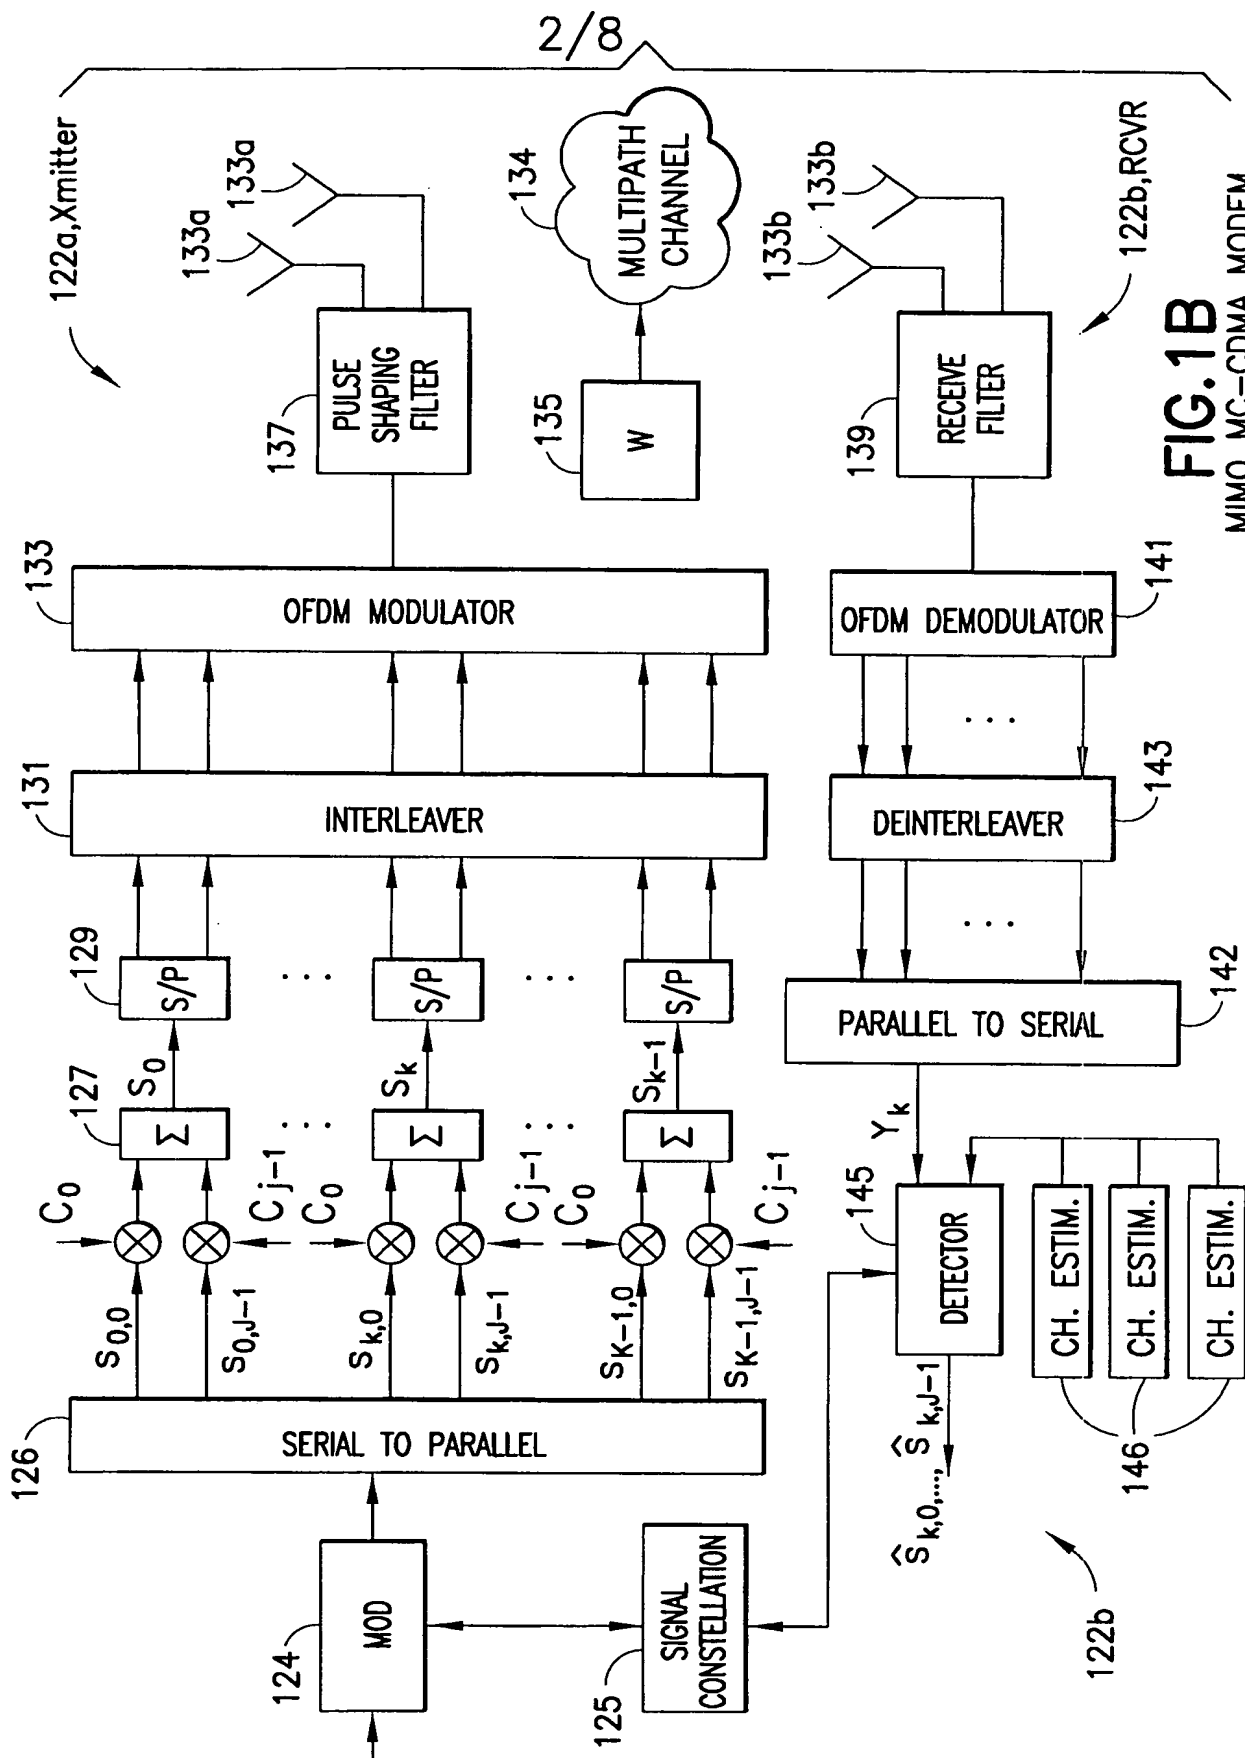 2/8
122a,Xmitter
124
MOD
125
SIGNAL
CONSTELLATION
126
SERIAL TO PARALLEL
S0,0
S0,J-1
Sk,0
Sk,J-1
SK-1,0
SK-1,J-1
C0
Cj-1
C0
Cj-1
C0
Cj-1
127
Σ
Σ
Σ
...
...
S0
Sk
Sk-1
129
S/P
S/P
S/P
...
...
131
INTERLEAVER
133
OFDM MODULATOR
137
PULSE
SHAPING
FILTER
133a
133a
135
W
134
MULTIPATH
CHANNEL
133b
133b
122b,RCVR
139
RECEIVE
FILTER
141
OFDM DEMODULATOR
...
143
DEINTERLEAVER
...
142
PARALLEL TO SERIAL
Yk
145
DETECTOR
Ŝk,0,..., Ŝk,J-1
146
CH. ESTIM.
CH. ESTIM.
CH. ESTIM.
122b
FIG.1B
MIMO MC-CDMA MODEM